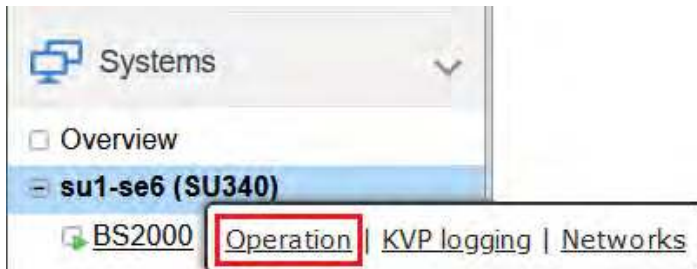 Systems
Overview
su1-se6 (SU340)
BS2000 Operation | KVP logging | Networks